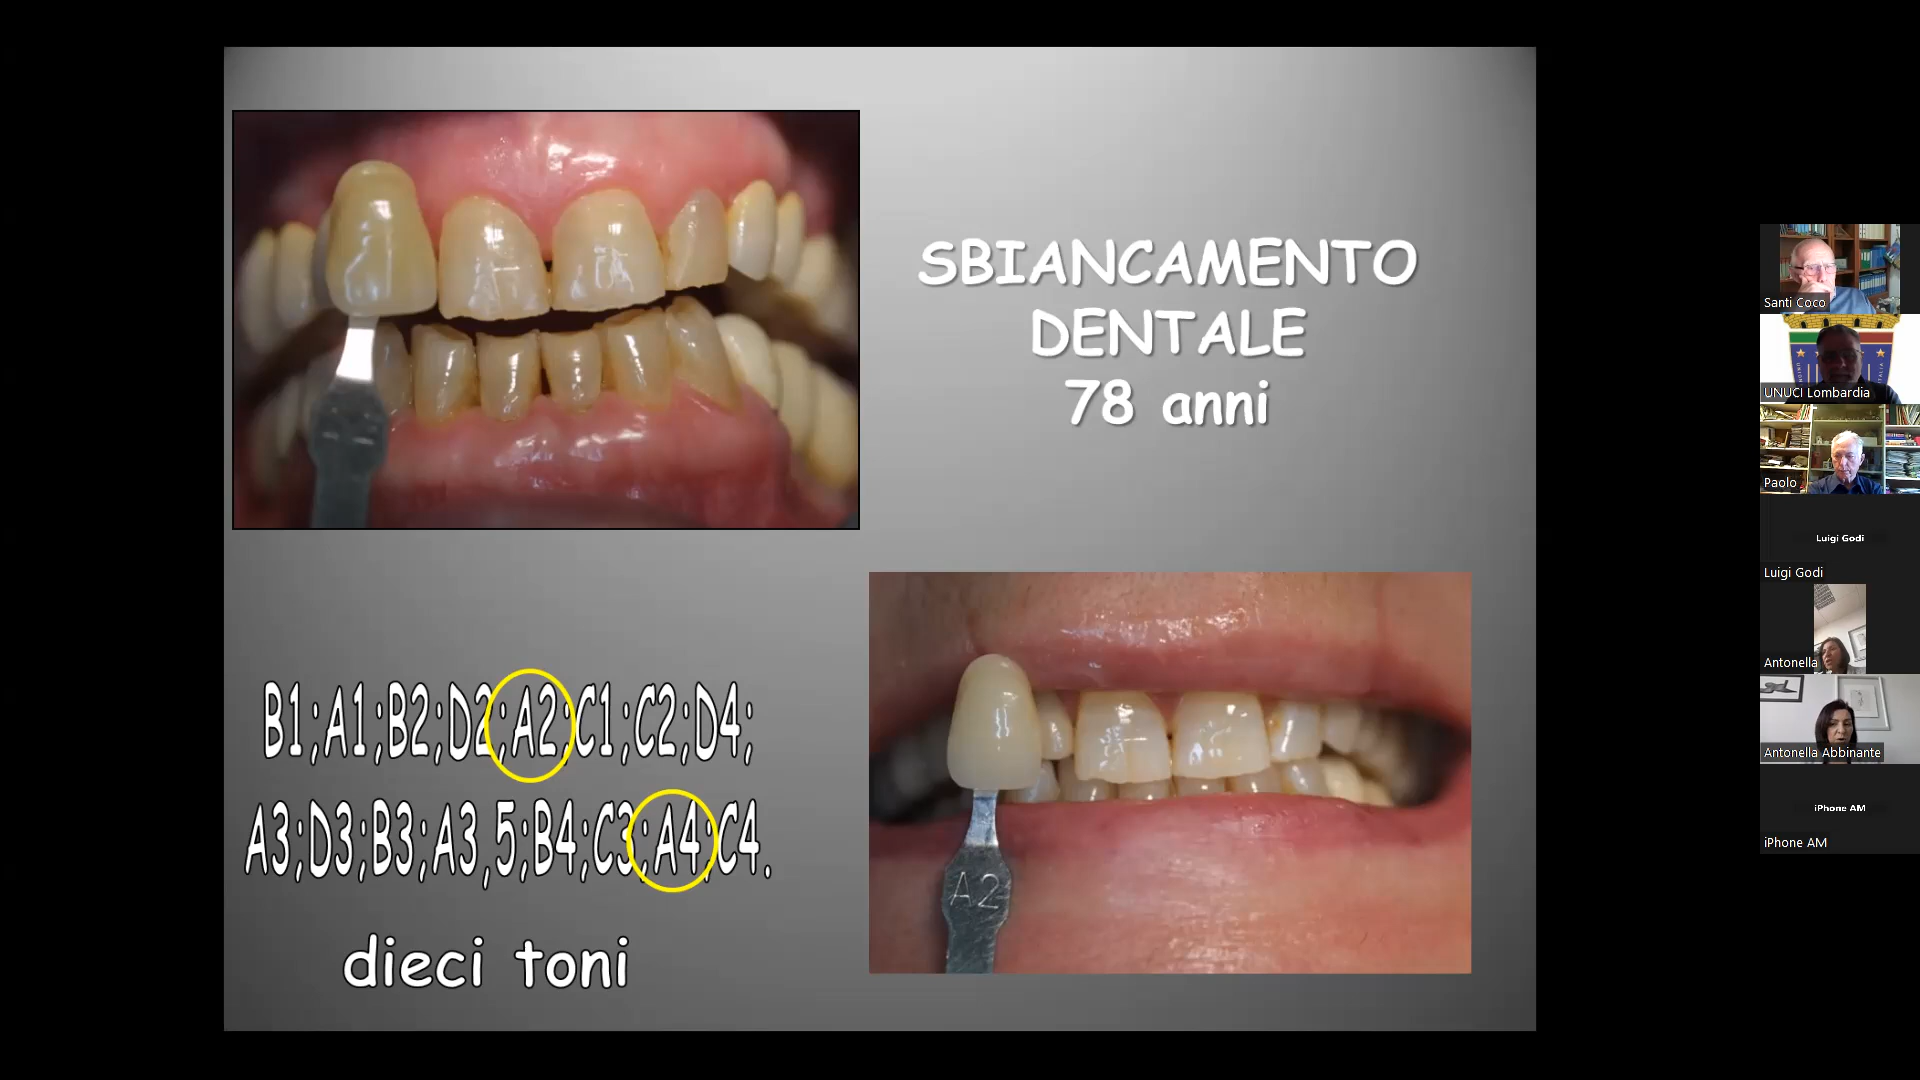 SBIANCAMENTO
DENTALE
78 anni
B1;A1;B2;D2;A2;C1;C2;D4;
A3;D3;B3;A3,5;B4;C3;A4;C4.
dieci toni
A2
Santi Coco
UNUCI Lombardia
Paolo
Luigi Godi
Luigi Godi
Antonella
Antonella Abbinante
iPhone AM
iPhone AM